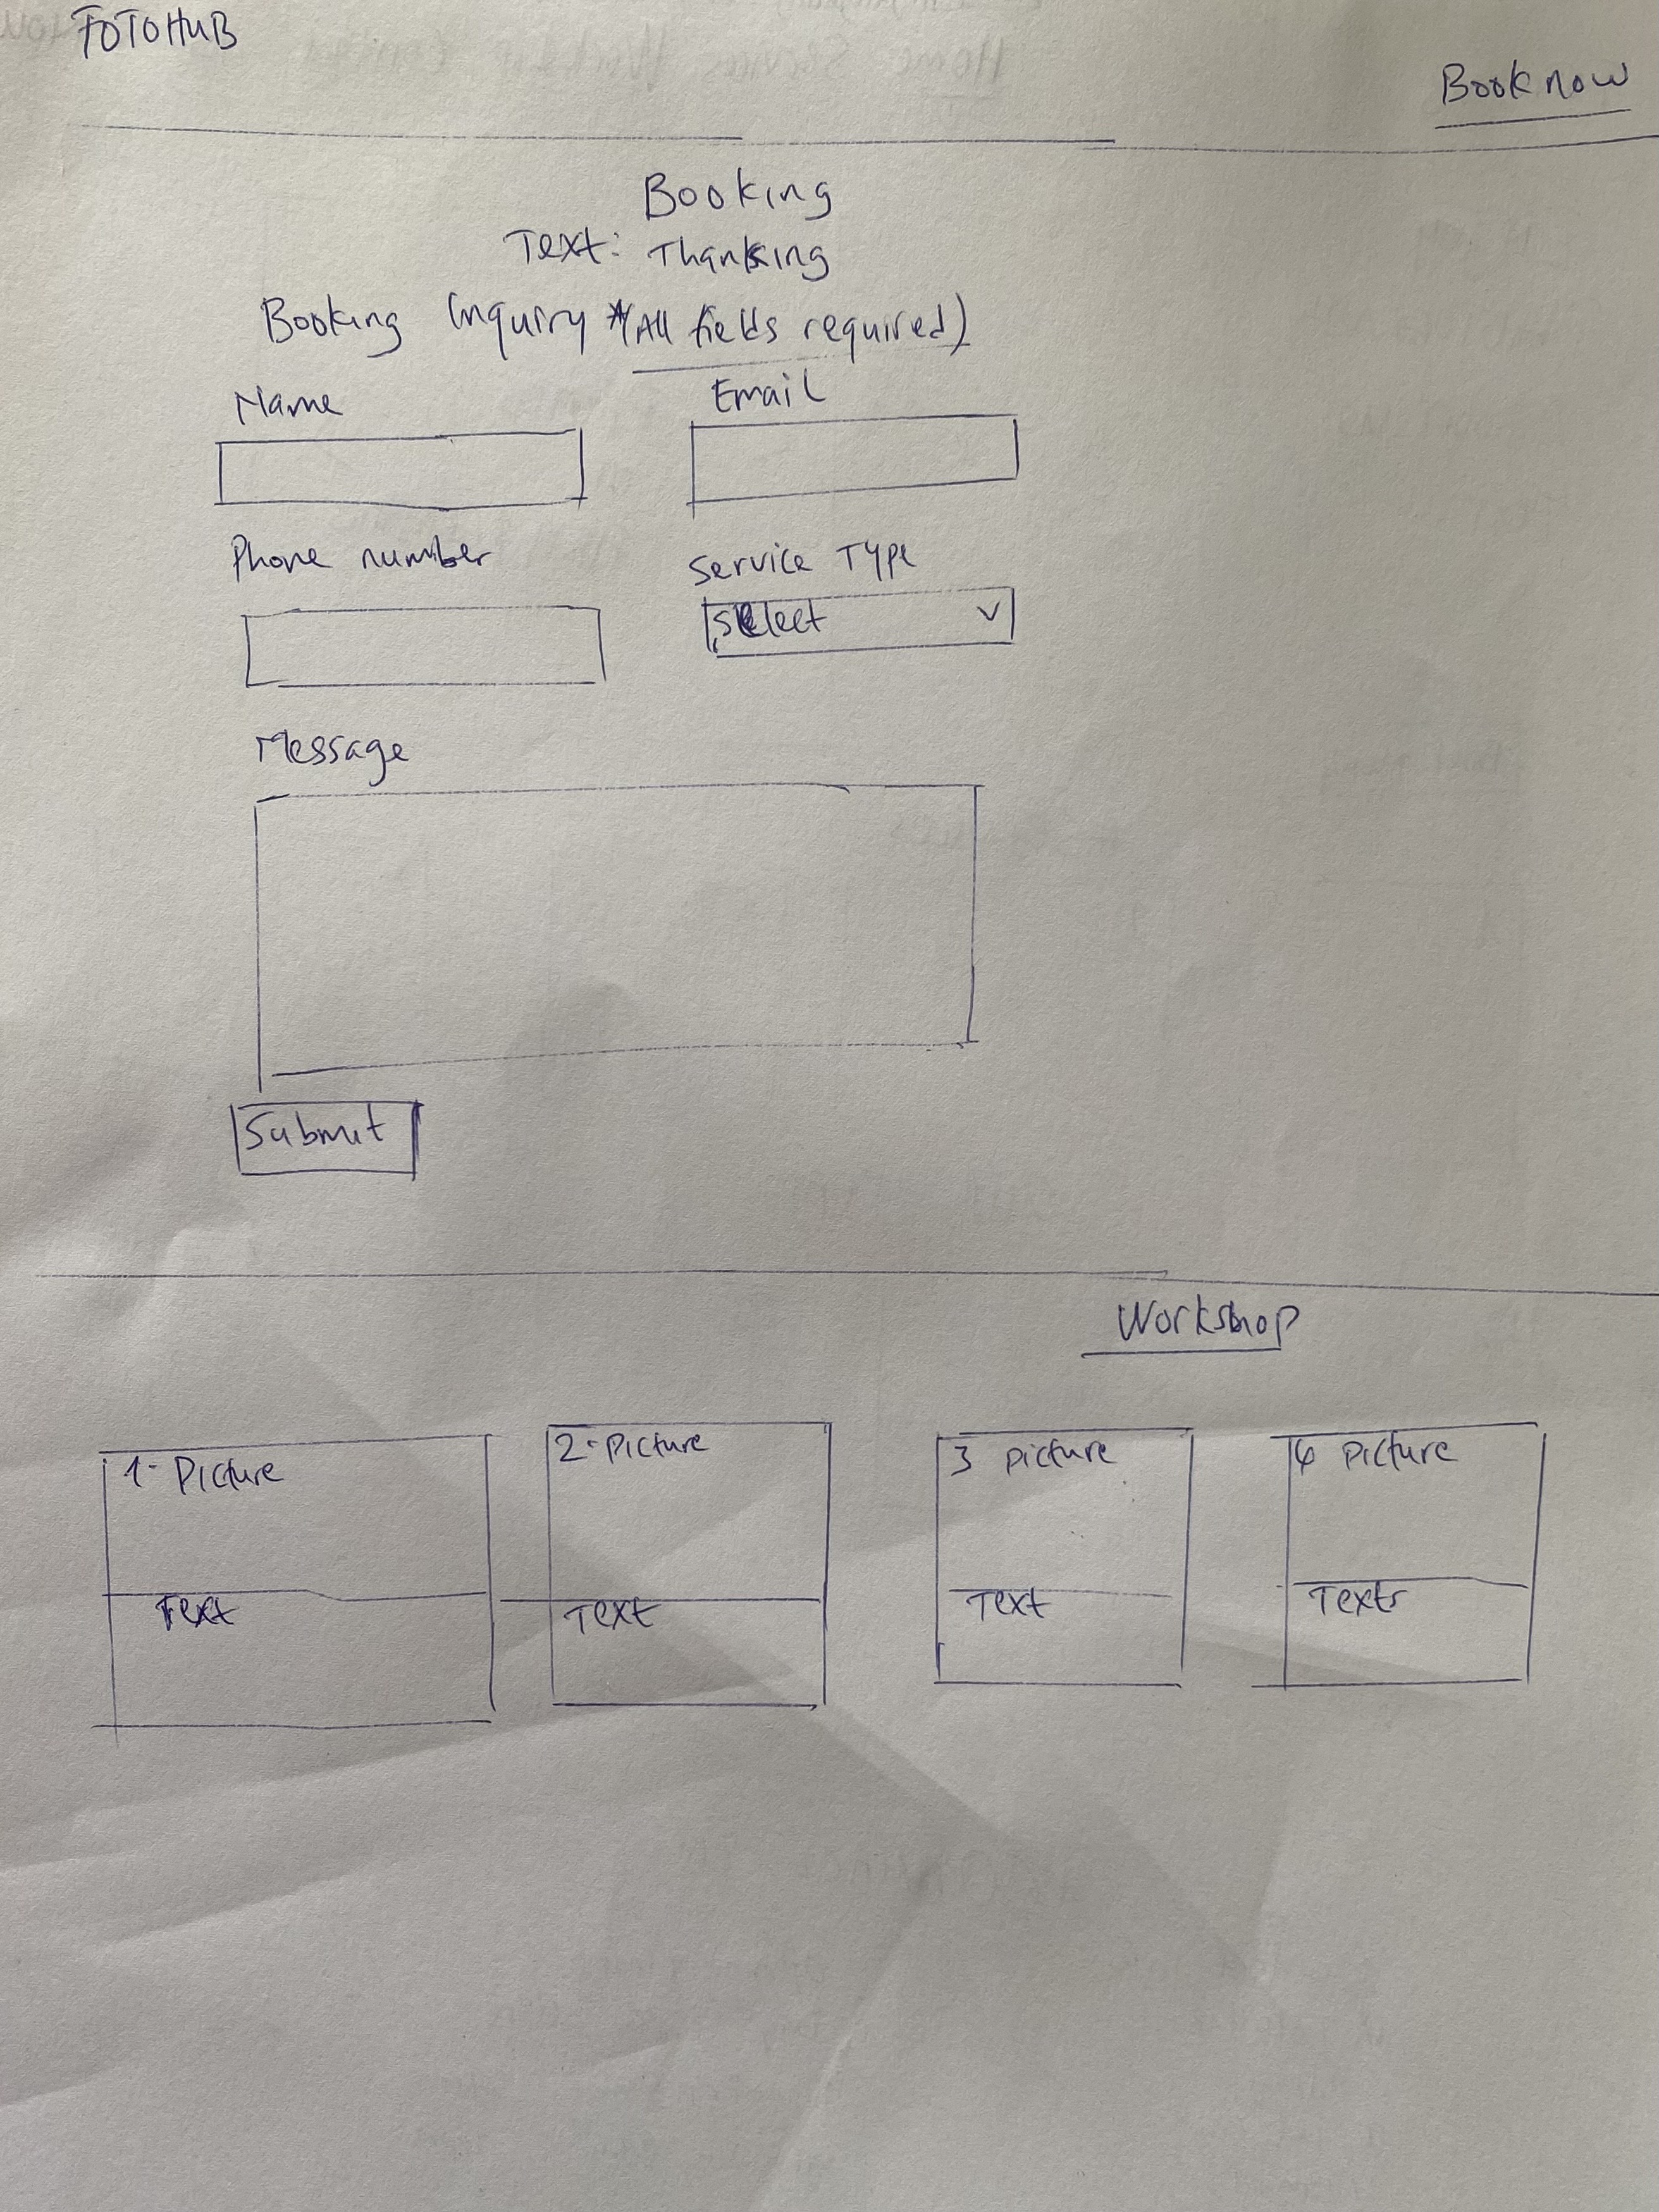 FOTOHUB
Book now
Booking
Text: Thanking
Booking inquiry *(All fields required)
Name
Email
Phone number
Service Type
Select
Message
Submit
Workshop
1- Picture
2- Picture
3 picture
4 picture
Text
Text
Text
Texts